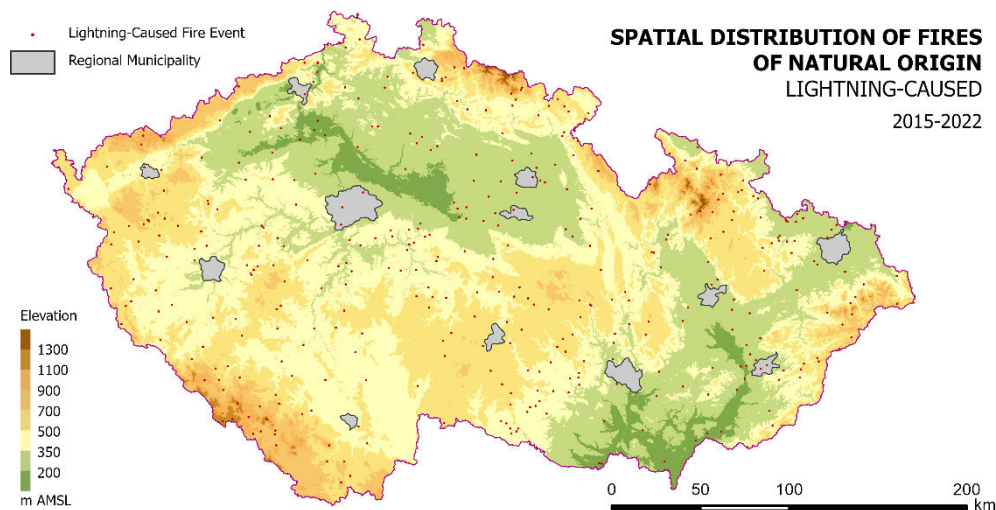 Lightning-Caused Fire Event
Regional Municipality
SPATIAL DISTRIBUTION OF FIRES
OF NATURAL ORIGIN
LIGHTNING-CAUSED
2015-2022
Elevation
1300
1100
900
700
500
350
200
m AMSL
0 50 100 200
km